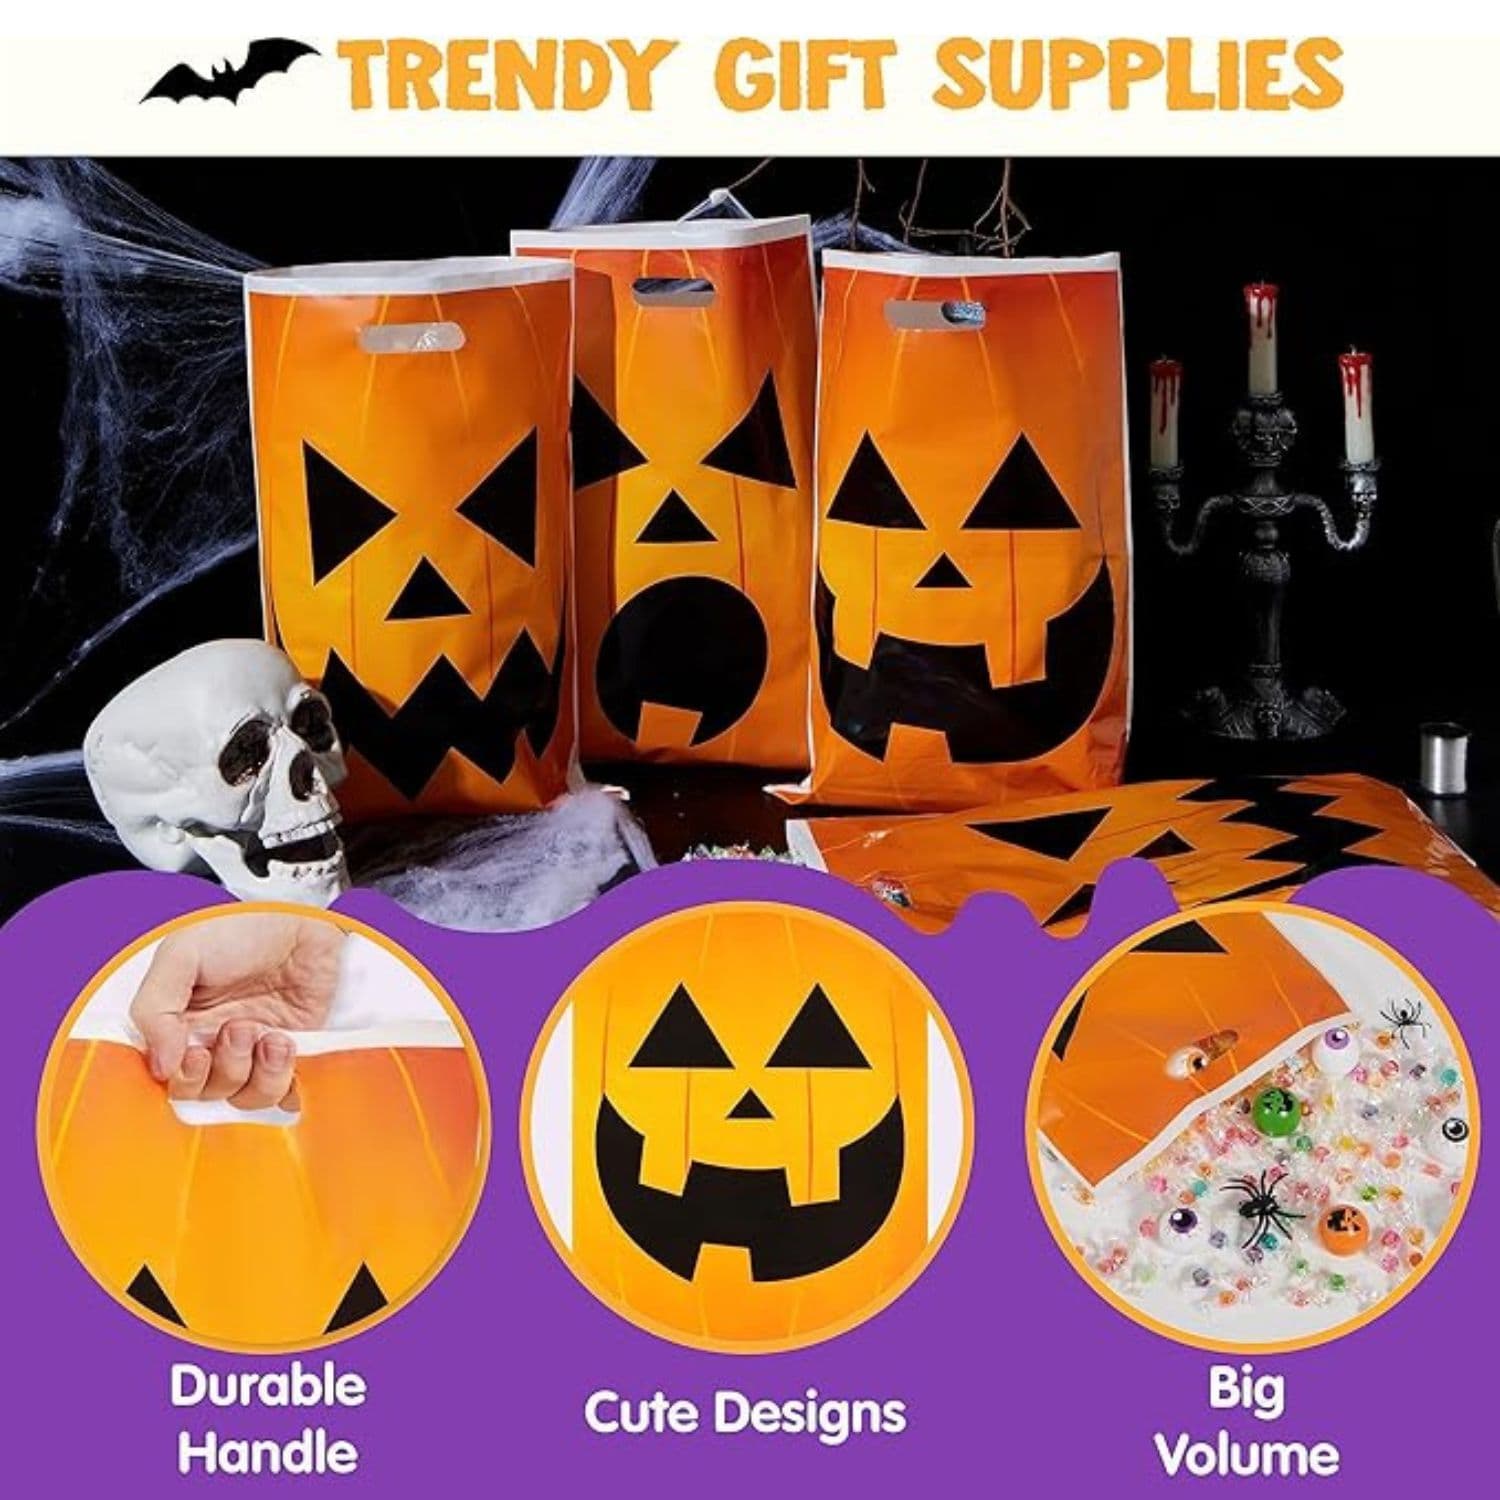 TRENDY GIFT SUPPLIES
Durable
Handle
Cute Designs
Big
Volume